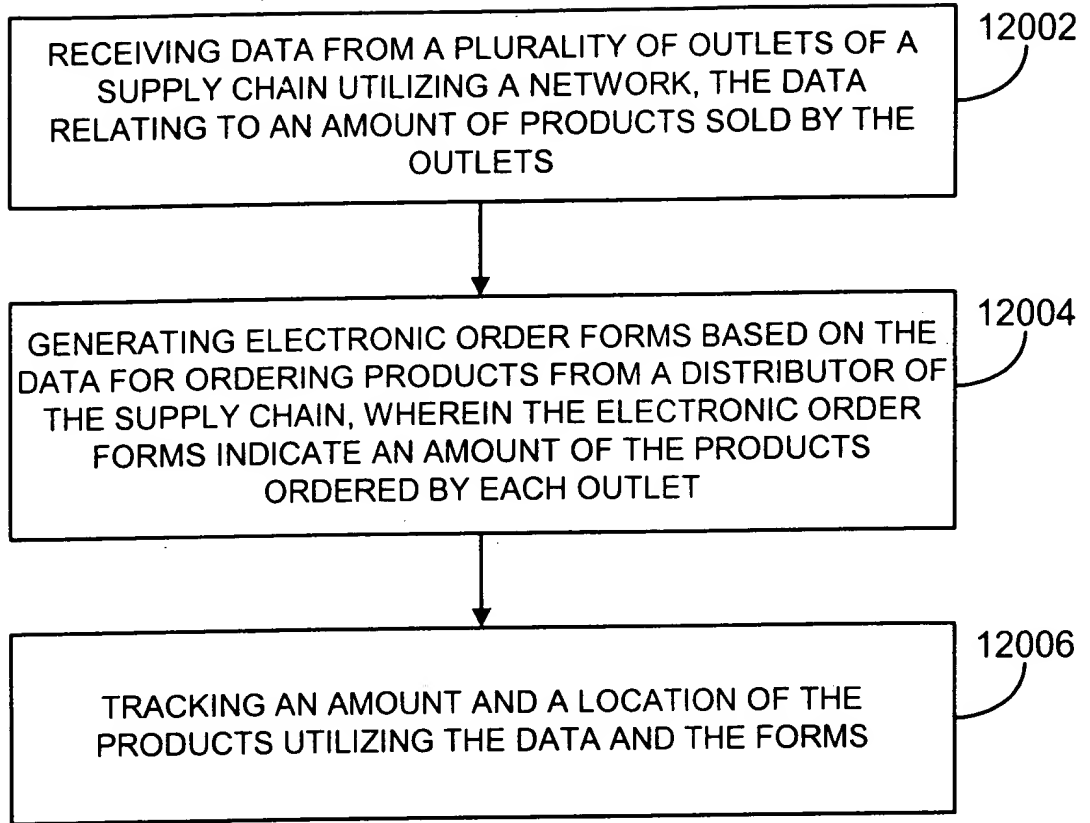 12002
RECEIVING DATA FROM A PLURALITY OF OUTLETS OF A
SUPPLY CHAIN UTILIZING A NETWORK, THE DATA
RELATING TO AN AMOUNT OF PRODUCTS SOLD BY THE
OUTLETS
12004
GENERATING ELECTRONIC ORDER FORMS BASED ON THE
DATA FOR ORDERING PRODUCTS FROM A DISTRIBUTOR OF
THE SUPPLY CHAIN, WHEREIN THE ELECTRONIC ORDER
FORMS INDICATE AN AMOUNT OF THE PRODUCTS
ORDERED BY EACH OUTLET
12006
TRACKING AN AMOUNT AND A LOCATION OF THE
PRODUCTS UTILIZING THE DATA AND THE FORMS